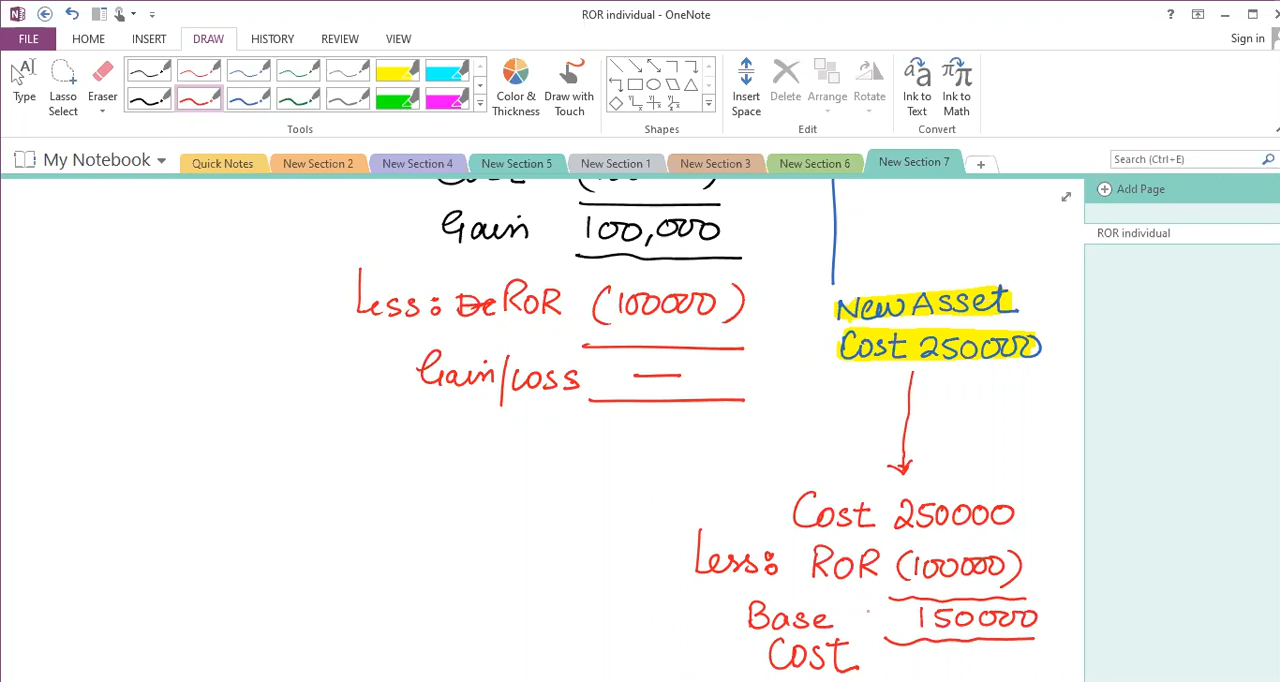 ROR individual - OneNote
?
Sign in
FILE HOME INSERT DRAW HISTORY REVIEW VIEW
Type
Lasso Select
Eraser
Color & Thickness
Draw with Touch
Insert Space
Delete
Arrange
Rotate
Ink to Text
Ink to Math
Tools
Shapes
Edit
Convert
My Notebook
Quick Notes New Section 2 New Section 4 New Section 5 New Section 1 New Section 3 New Section 6 New Section 7
Search (Ctrl+E)
Add Page
ROR individual
Gain 100,000
Less: ROR (100000)
Gain/Loss —
New Asset
Cost 250000
Cost 250000
Less: ROR (100000)
Base 150000
Cost